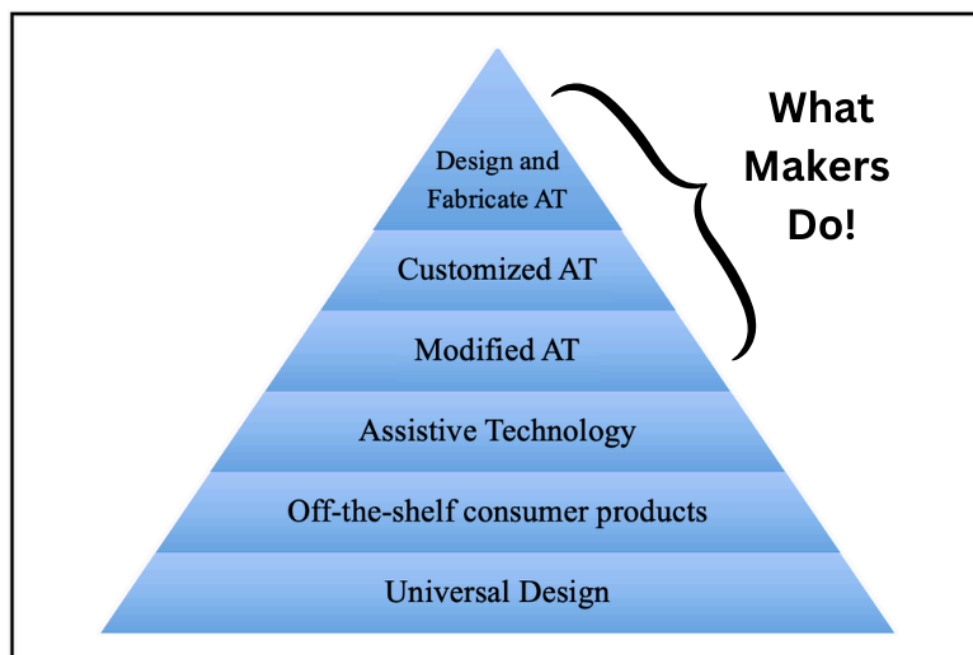 What
Makers
Do!
Design and
Fabricate AT
Customized AT
Modified AT
Assistive Technology
Off-the-shelf consumer products
Universal Design